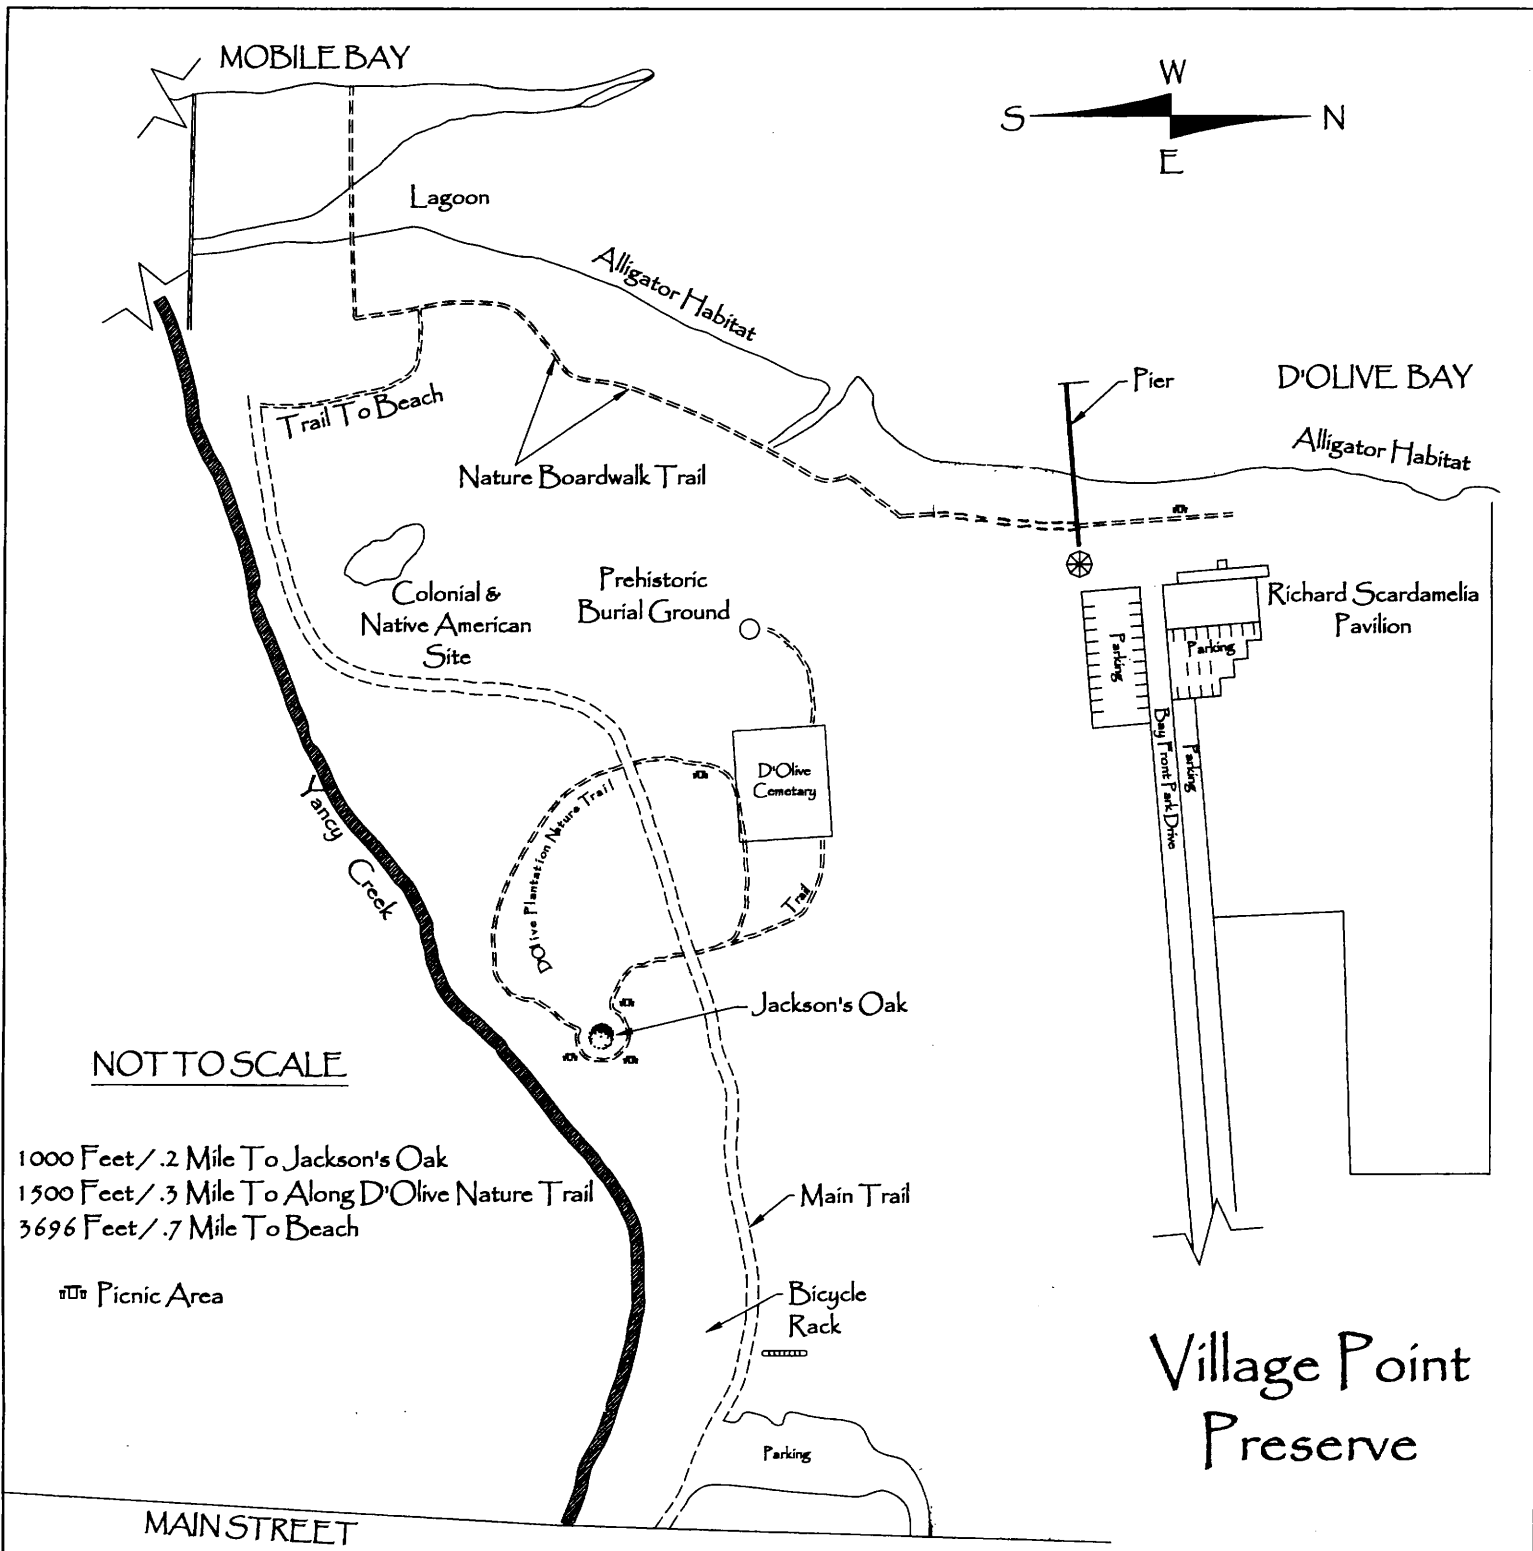 MOBILE BAY
W
S
N
E
Lagoon
Alligator Habitat
Pier
D'OLIVE BAY
Trail To Beach
Alligator Habitat
Nature Boardwalk Trail
Prehistoric
Burial Ground
Colonial &
Native American
Site
Richard Scardamelia
Pavilion
Parking
Parking
Bay Front Park Drive
Parking
D'Olive
Cemetary
D'Olive Plantation Nature Trail
Yancy Creek
Trail
Jackson's Oak
NOT TO SCALE
1000 Feet/ .2 Mile To Jackson's Oak
1500 Feet/ .3 Mile To Along D'Olive Nature Trail
3696 Feet/ .7 Mile To Beach
Picnic Area
Main Trail
Bicycle
Rack
Village Point
Preserve
Parking
MAIN STREET